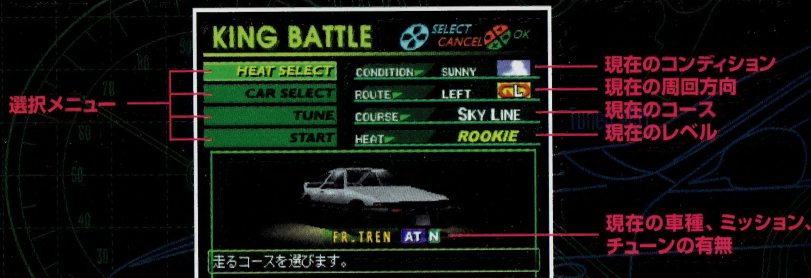 KING BATTLE
SELECT
CANCEL OK
HEAT SELECT
CAR SELECT
TUNE
START
CONDITION SUNNY
ROUTE LEFT L
COURSE SKY LINE
HEAT ROOKIE
FR.TREN AT N
走るコースを選びます。
選択メニュー
現在のコンディション
現在の周回方向
現在のコース
現在のレベル
現在の車種、ミッション、
チューンの有無